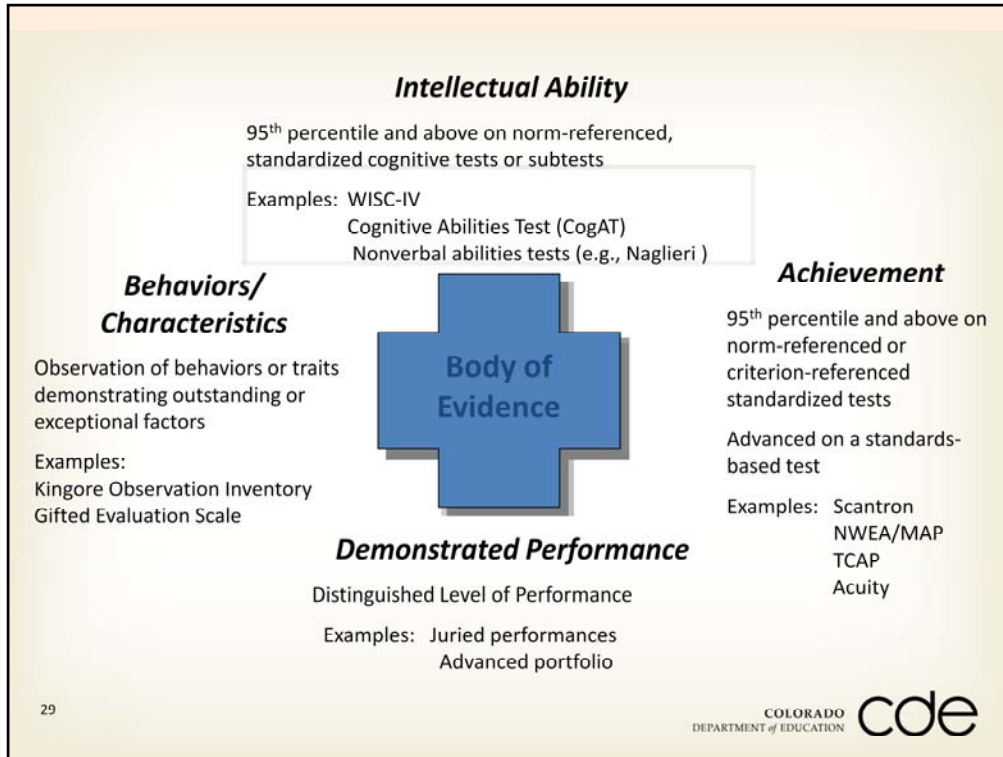 Intellectual Ability
95th percentile and above on norm-referenced,
standardized cognitive tests or subtests
Examples: WISC-IV
Cognitive Abilities Test (CogAT)
Nonverbal abilities tests (e.g., Naglieri )
Behaviors/
Characteristics
Observation of behaviors or traits
demonstrating outstanding or
exceptional factors
Examples:
Kingore Observation Inventory
Gifted Evaluation Scale
Body of
Evidence
Achievement
95th percentile and above on
norm-referenced or
criterion-referenced
standardized tests
Advanced on a standards-
based test
Examples: Scantron
NWEA/MAP
TCAP
Acuity
Demonstrated Performance
Distinguished Level of Performance
Examples: Juried performances
Advanced portfolio
29
COLORADO
DEPARTMENT of EDUCATION
cde